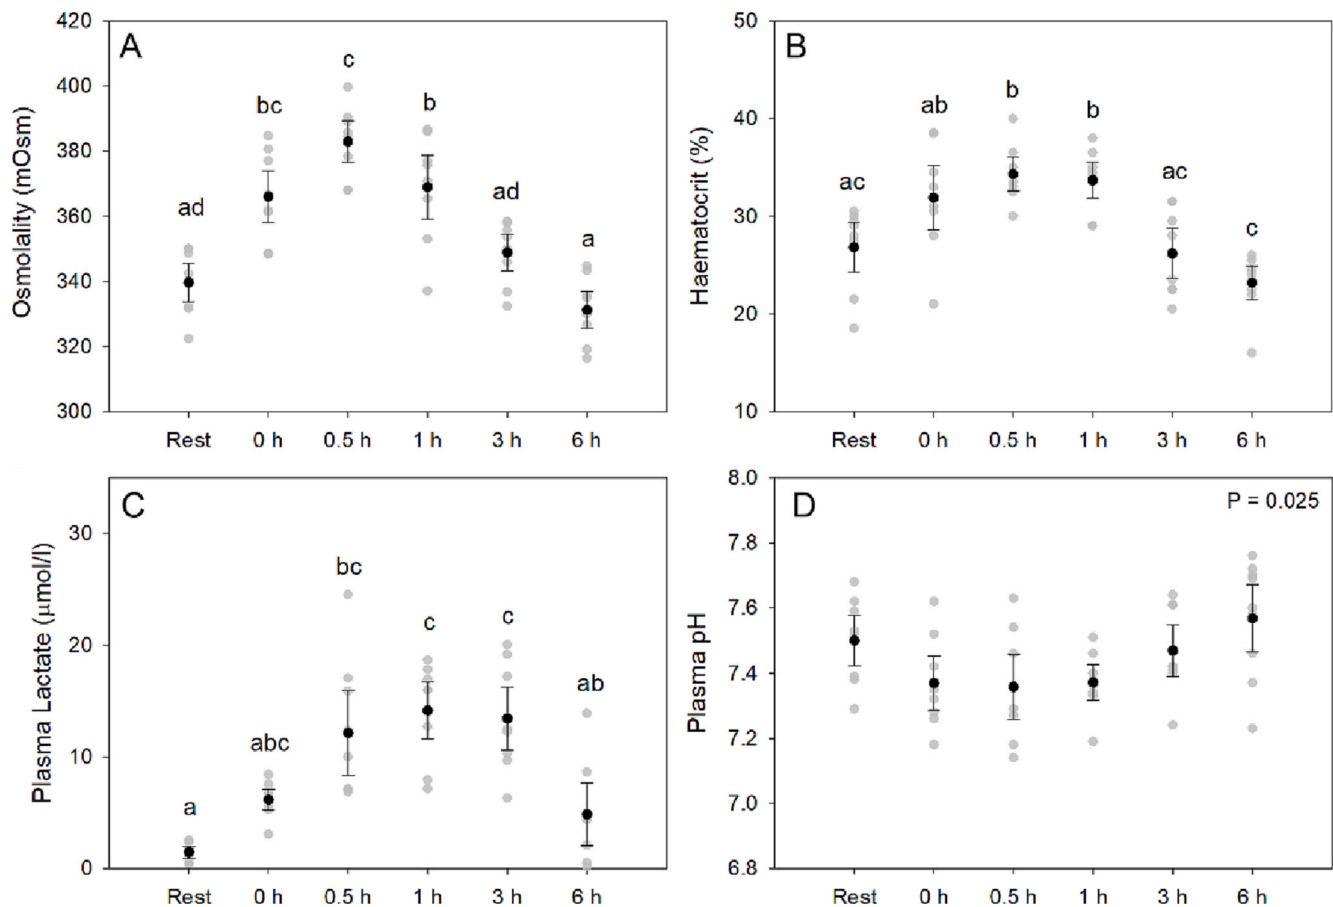 A
Osmolality (mOsm)
420
400
380
360
340
320
300
ad
bc
c
b
ad
a
Rest 0 h 0.5 h 1 h 3 h 6 h
B
Haematocrit (%)
50
40
30
20
10
ac
ab
b
b
ac
c
Rest 0 h 0.5 h 1 h 3 h 6 h
C
Plasma Lactate (μmol/l)
30
20
10
0
a
abc
bc
c
c
ab
Rest 0 h 0.5 h 1 h 3 h 6 h
D
P = 0.025
Plasma pH
8.0
7.8
7.6
7.4
7.2
7.0
6.8
Rest 0 h 0.5 h 1 h 3 h 6 h